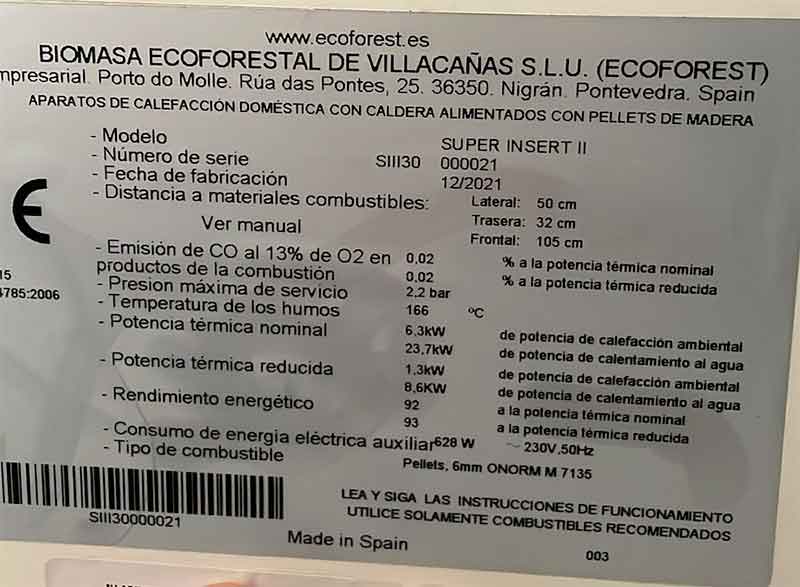 www.ecoforest.es
BIOMASA ECOFORESTAL DE VILLACAÑAS S.L.U. (ECOFOREST)
mpresarial. Porto do Molle. Rúa das Pontes, 25. 36350. Nigrán. Pontevedra. Spain
APARATOS DE CALEFACCIÓN DOMÉSTICA CON CALDERA ALIMENTADOS CON PELLETS DE MADERA
- Modelo SUPER INSERT II
- Número de serie SIII30 000021
- Fecha de fabricación 12/2021
- Distancia a materiales combustibles: Lateral: 50 cm
Ver manual Trasera: 32 cm
Frontal: 105 cm
CE
- Emisión de CO al 13% de O2 en 0,02 % a la potencia térmica nominal
productos de la combustión 0,02 % a la potencia térmica reducida
15
4785:2006
- Presion máxima de servicio 2,2 bar
- Temperatura de los humos 166 ºC
- Potencia térmica nominal 6,3kW de potencia de calefacción ambiental
23,7kW de potencia de calentamiento al agua
- Potencia térmica reducida 1,3kW de potencia de calefacción ambiental
8,6KW de potencia de calentamiento al agua
- Rendimiento energético 92 a la potencia térmica nominal
93 a la potencia térmica reducida
- Consumo de energia eléctrica auxiliar 628 W ~ 230V,50Hz
- Tipo de combustible Pellets, 6mm ONORM M 7135
SIII30000021
LEA Y SIGA LAS INSTRUCCIONES DE FUNCIONAMIENTO
UTILICE SOLAMENTE COMBUSTIBLES RECOMENDADOS
Made in Spain 003